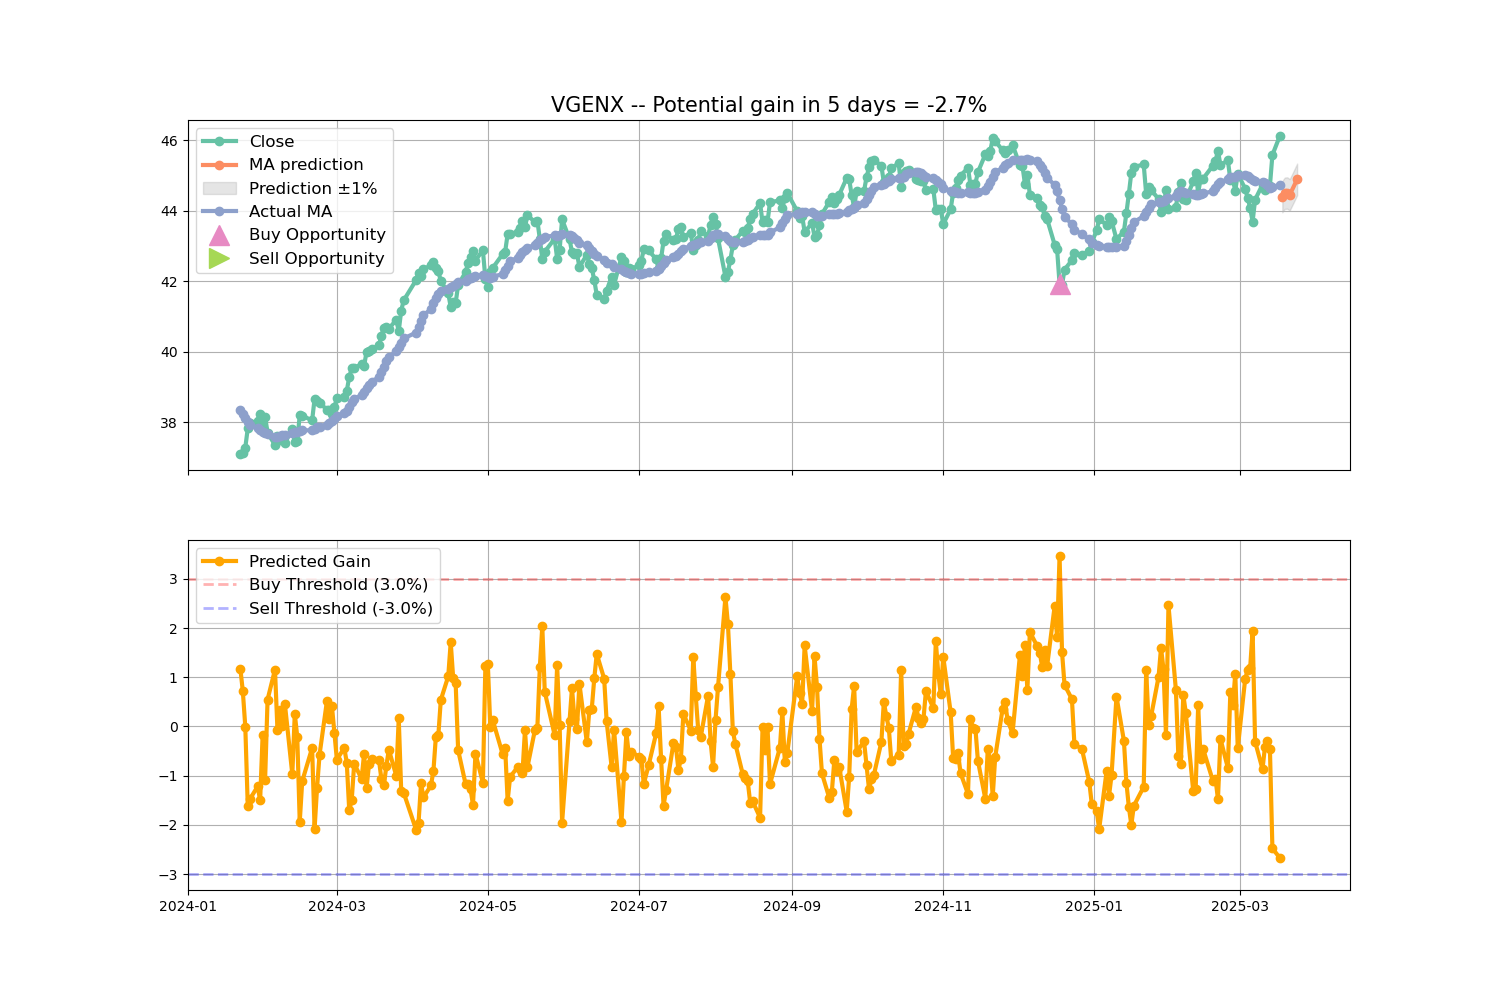 VGENX -- Potential gain in 5 days = -2.7%
46
44
42
40
38
Close
MA prediction
Prediction ±1%
Actual MA
Buy Opportunity
Sell Opportunity
3
2
1
0
−1
−2
−3
Predicted Gain
Buy Threshold (3.0%)
Sell Threshold (-3.0%)
2024-01 2024-03 2024-05 2024-07 2024-09 2024-11 2025-01 2025-03